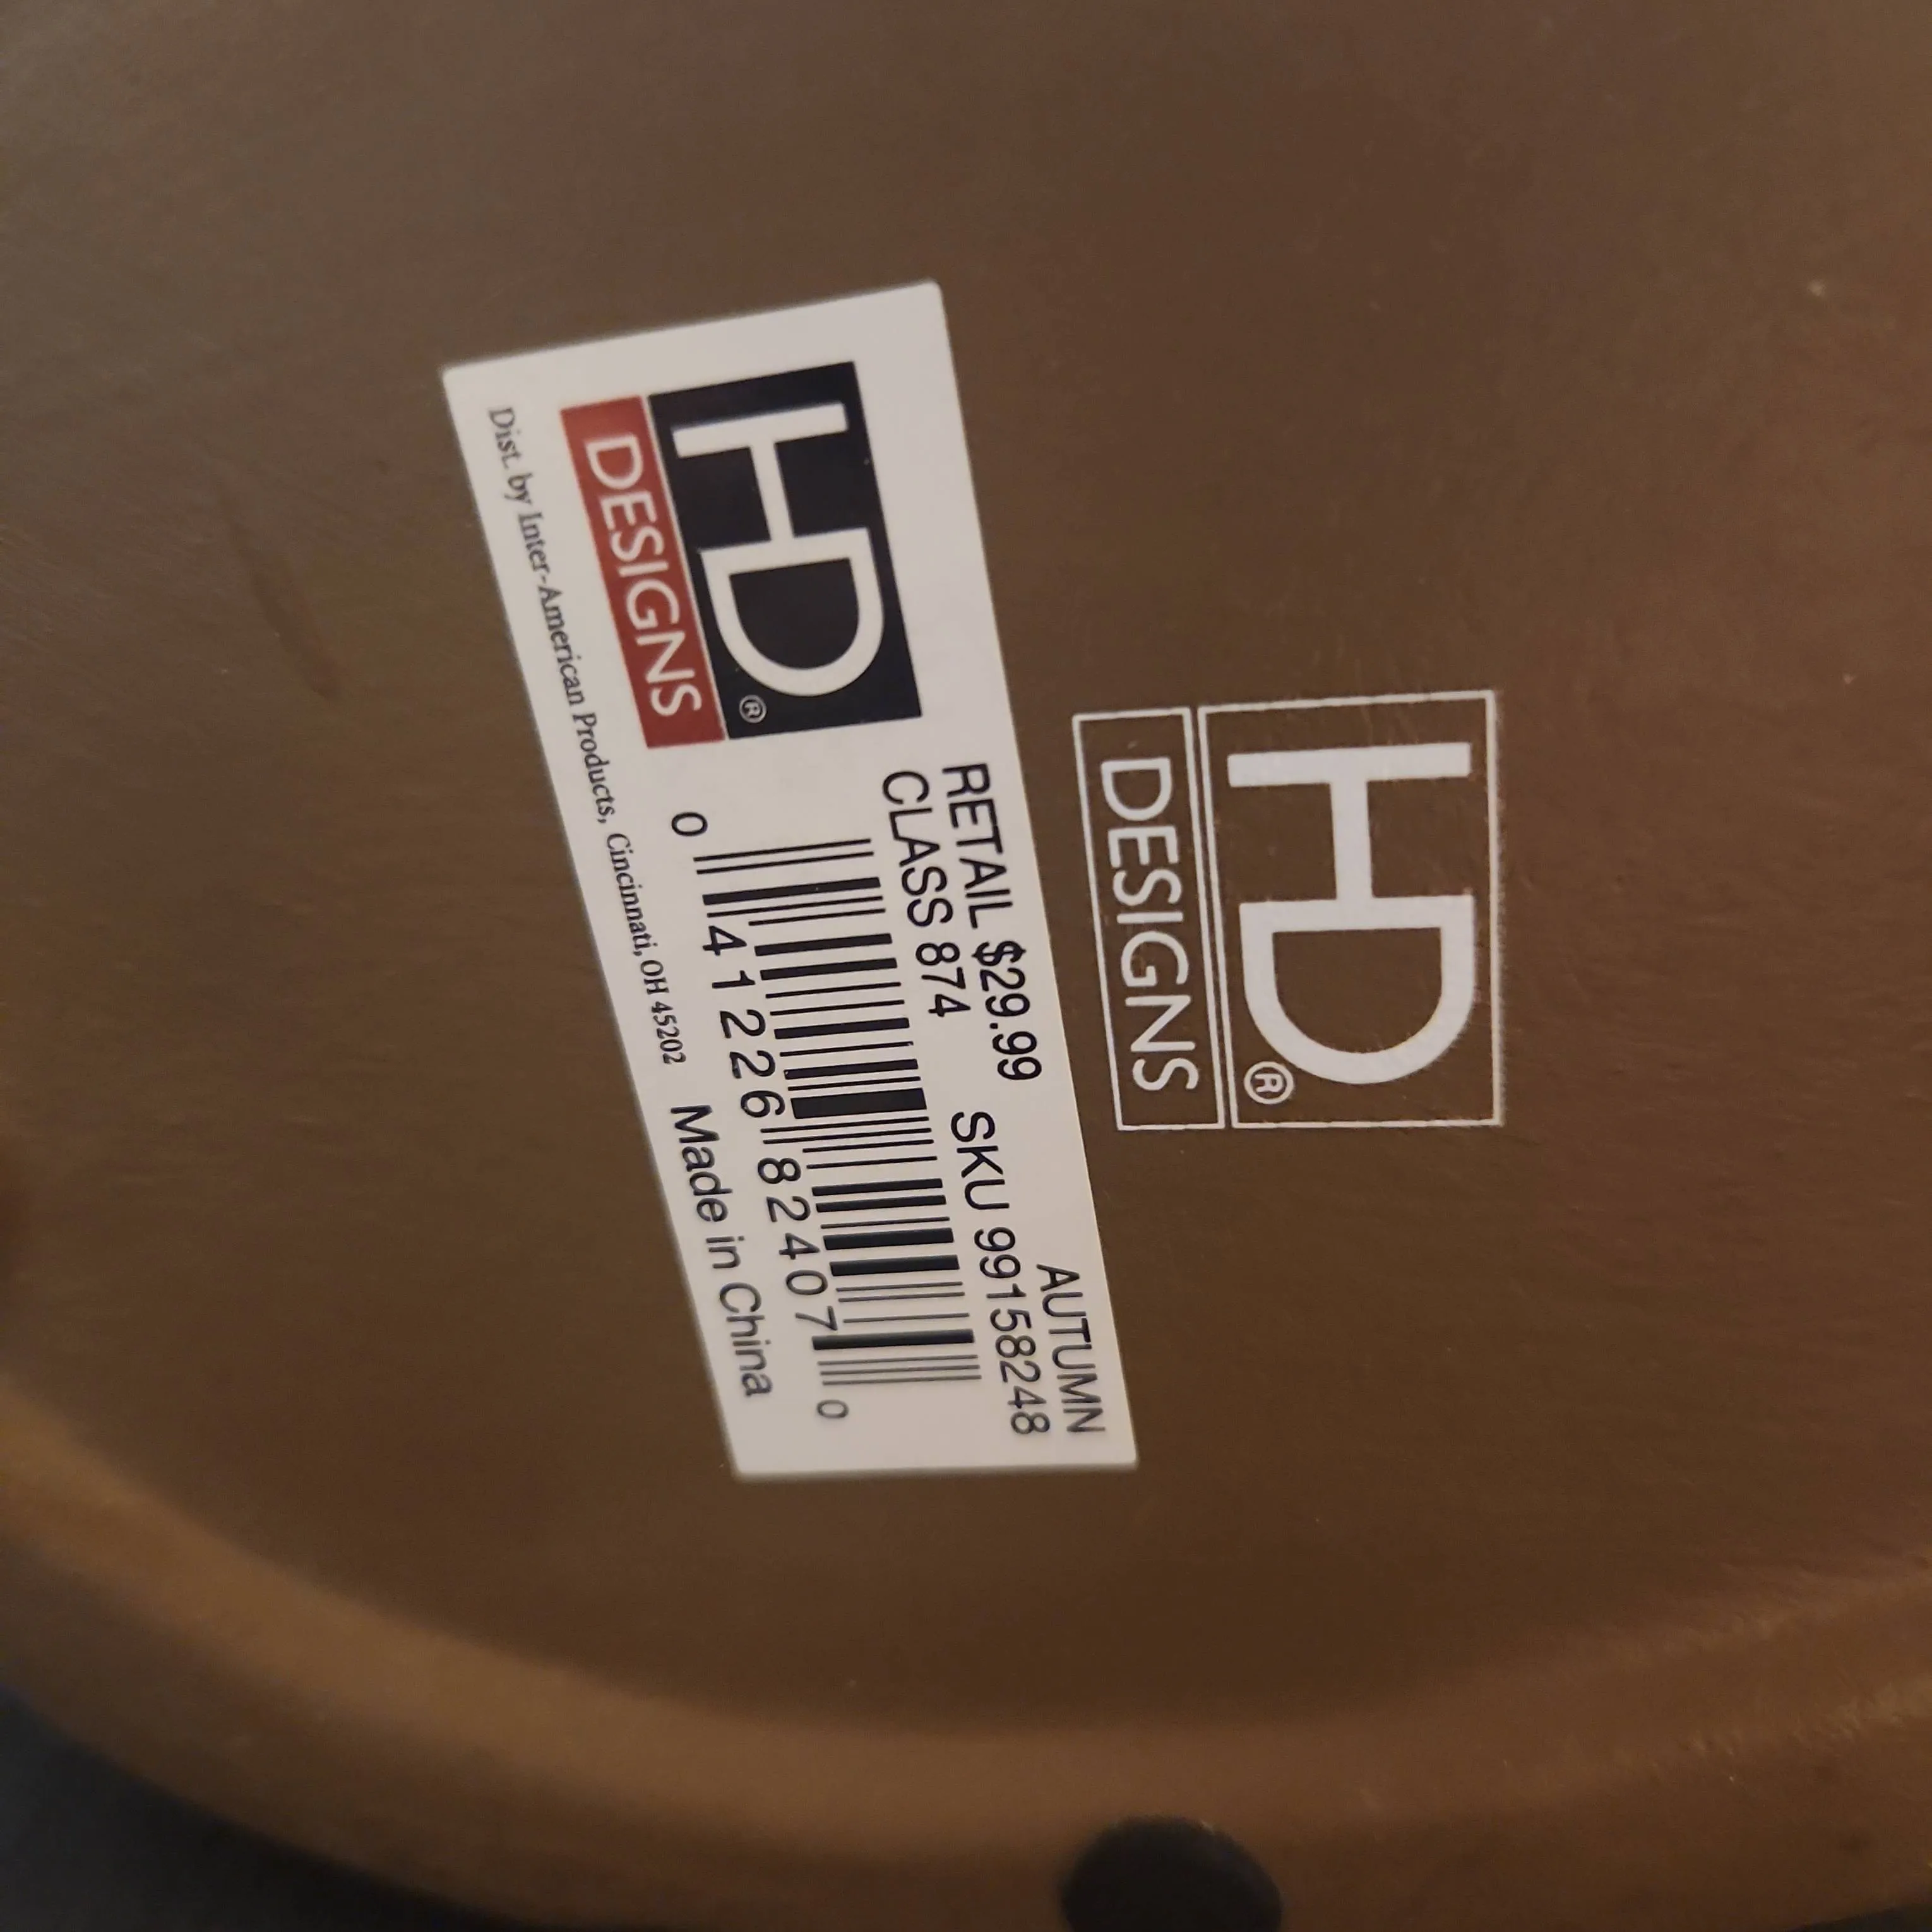 HD®
DESIGNS
AUTUMN
RETAIL $29.99 SKU 99158248
CLASS 874
0 41226 82407 0
Dist. by Inter-American Products, Cincinnati, OH 45202 Made in China
HD®
DESIGNS